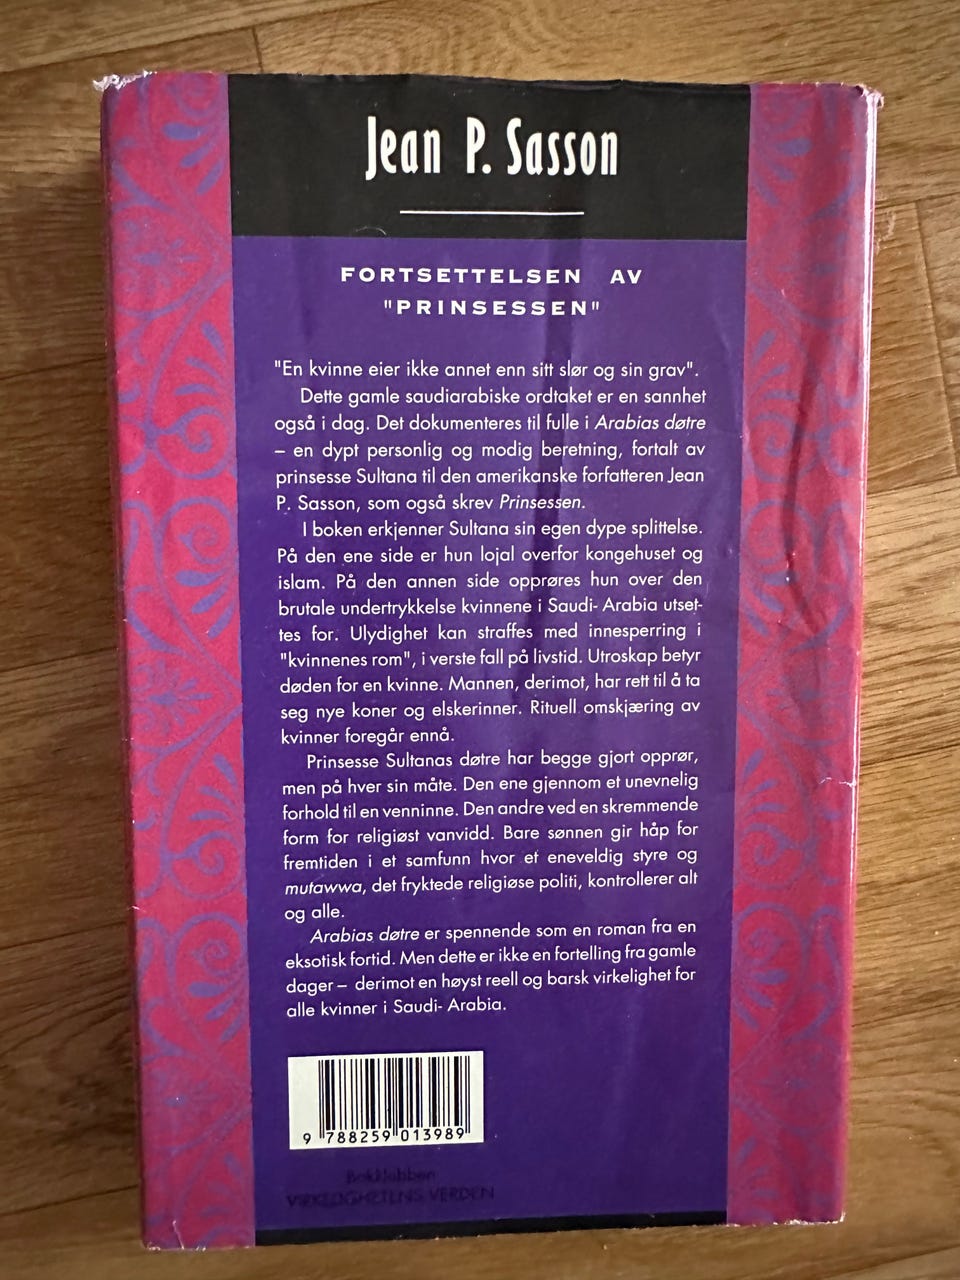 Jean P. Sasson
FORTSETTELSEN AV
"PRINSESSEN"
"En kvinne eier ikke annet enn sitt slør og sin grav".
Dette gamle saudiarabiske ordtaket er en sannhet
også i dag. Det dokumenteres til fulle i Arabias døtre
– en dypt personlig og modig beretning, fortalt av
prinsesse Sultana til den amerikanske forfatteren Jean
P. Sasson, som også skrev Prinsessen.
I boken erkjenner Sultana sin egen dype splittelse.
På den ene side er hun lojal overfor kongehuset og
islam. På den annen side opprøres hun over den
brutale undertrykkelse kvinnene i Saudi- Arabia utset-
tes for. Ulydighet kan straffes med innesperring i
"kvinnenes rom", i verste fall på livstid. Utroskap betyr
døden for en kvinne. Mannen, derimot, har rett til å ta
seg nye koner og elskerinner. Rituell omskjæring av
kvinner foregår ennå.
Prinsesse Sultanas døtre har begge gjort opprør,
men på hver sin måte. Den ene gjennom et unevnelig
forhold til en venninne. Den andre ved en skremmende
form for religiøst vanvidd. Bare sønnen gir håp for
fremtiden i et samfunn hvor et eneveldig styre og
mutawwa, det fryktede religiøse politi, kontrollerer alt
og alle.
Arabias døtre er spennende som en roman fra en
eksotisk fortid. Men dette er ikke en fortelling fra gamle
dager – derimot en høyst reell og barsk virkelighet for
alle kvinner i Saudi- Arabia.
9 788259 013989
Bokklubben
VIRKELIGHETENS VERDEN